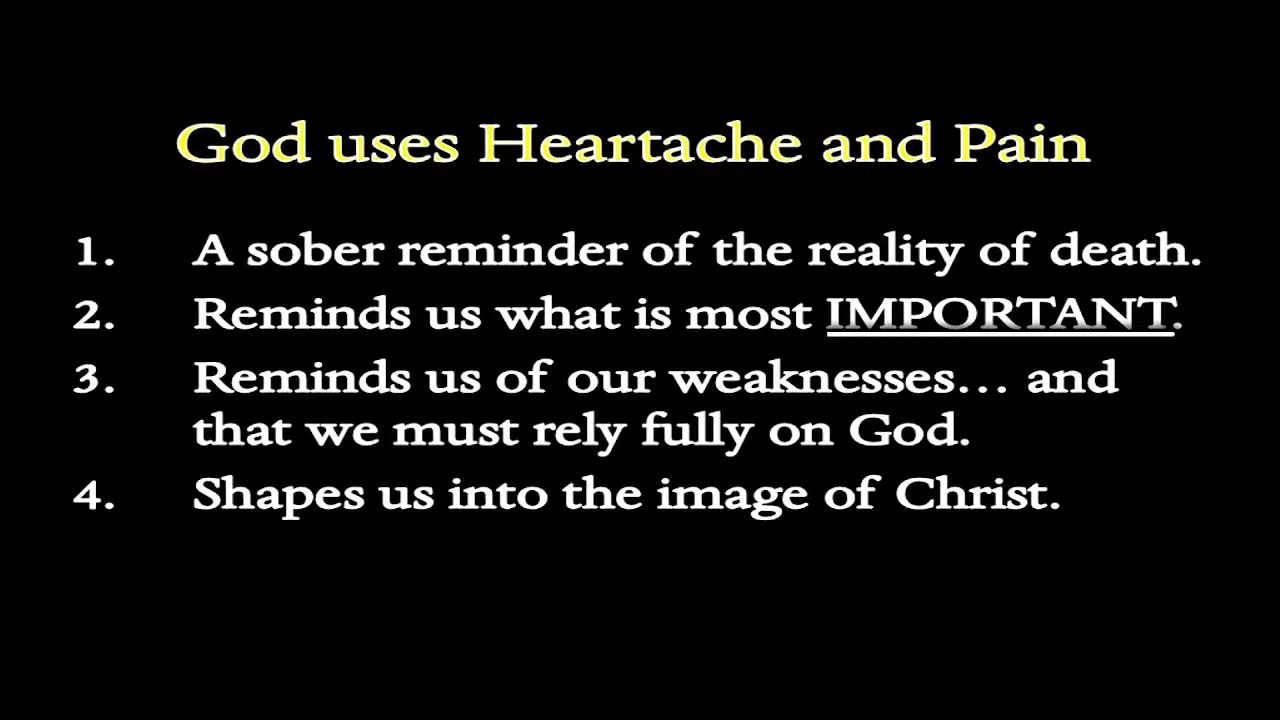 God uses Heartache and Pain
1. A sober reminder of the reality of death.
2. Reminds us what is most IMPORTANT.
3. Reminds us of our weaknesses... and
that we must rely fully on God.
4. Shapes us into the image of Christ.